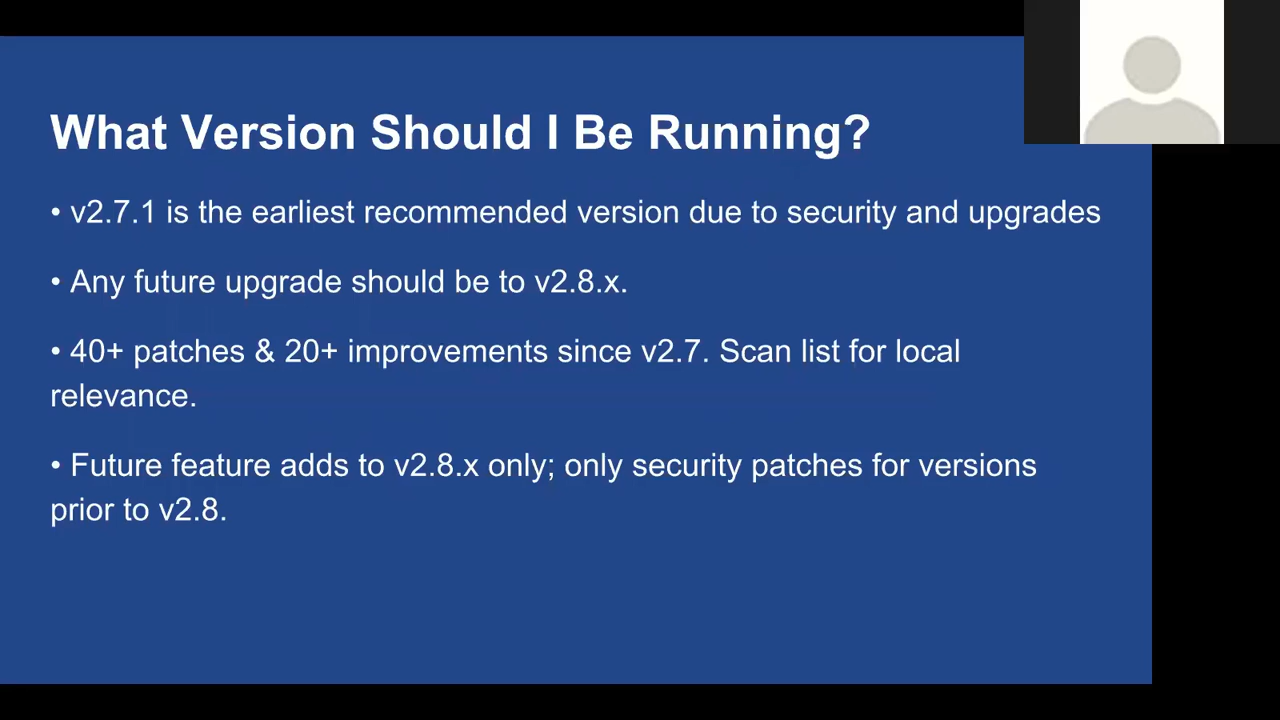 What Version Should I Be Running?
• v2.7.1 is the earliest recommended version due to security and upgrades
• Any future upgrade should be to v2.8.x.
• 40+ patches & 20+ improvements since v2.7. Scan list for local
relevance.
• Future feature adds to v2.8.x only; only security patches for versions
prior to v2.8.